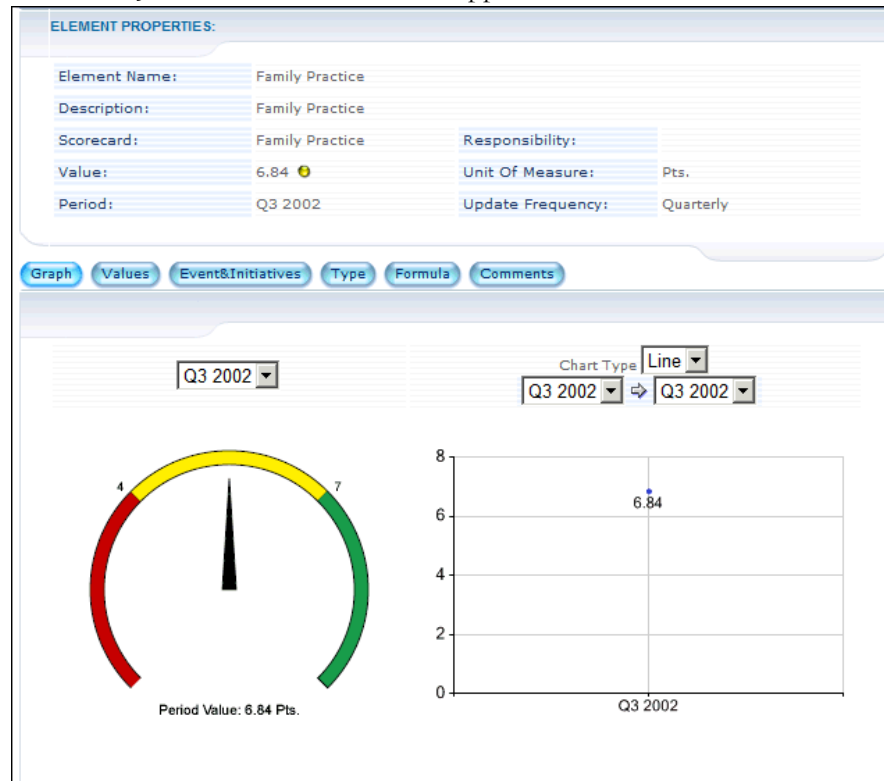 ELEMENT PROPERTIES:
Element Name: Family Practice
Description: Family Practice
Scorecard: Family Practice Responsibility:
Value: 6.84 Unit Of Measure: Pts.
Period: Q3 2002 Update Frequency: Quarterly
Graph Values Event&Initiatives Type Formula Comments
Q3 2002
Chart Type Line
Q3 2002 Q3 2002
4
7
Period Value: 6.84 Pts.
8
6
4
2
0
6.84
Q3 2002